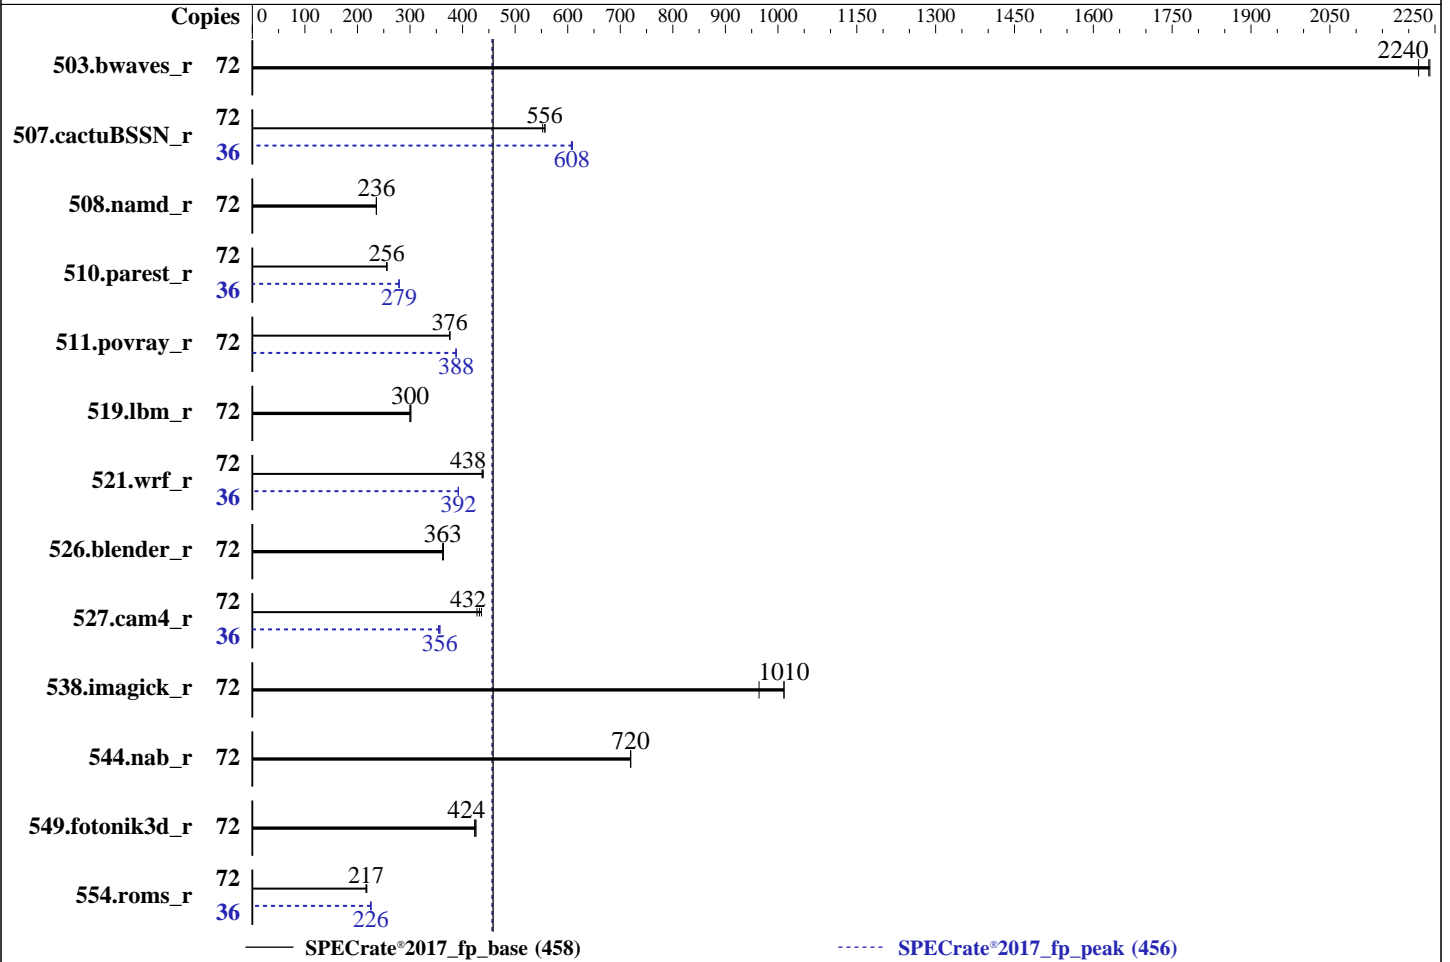 Copies 0 100 200 300 400 500 600 700 800 900 1000 1150 1300 1450 1600 1750 1900 2050 2250
2240
503.bwaves_r 72
72 556
507.cactuBSSN_r
36 608
236
508.namd_r 72
72 256
510.parest_r
36 279
376
511.povray_r 72
388
300
519.lbm_r 72
72 438
521.wrf_r
36 392
363
526.blender_r 72
72 432
527.cam4_r
36 356
1010
538.imagick_r 72
720
544.nab_r 72
424
549.fotonik3d_r 72
72 217
554.roms_r
36 226
SPECrate®2017_fp_base (458) SPECrate®2017_fp_peak (456)